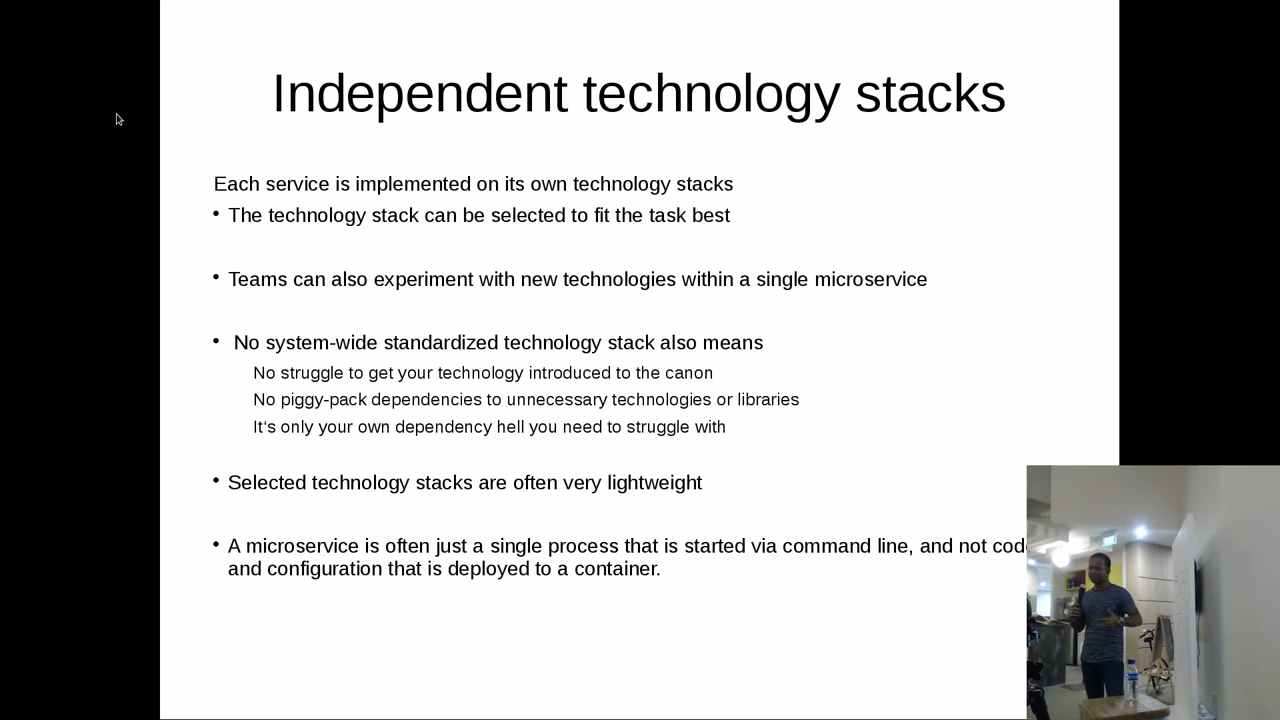 Independent technology stacks
Each service is implemented on its own technology stacks
• The technology stack can be selected to fit the task best
• Teams can also experiment with new technologies within a single microservice
• No system-wide standardized technology stack also means
No struggle to get your technology introduced to the canon
No piggy-pack dependencies to unnecessary technologies or libraries
It‘s only your own dependency hell you need to struggle with
• Selected technology stacks are often very lightweight
• A microservice is often just a single process that is started via command line, and not cod
and configuration that is deployed to a container.